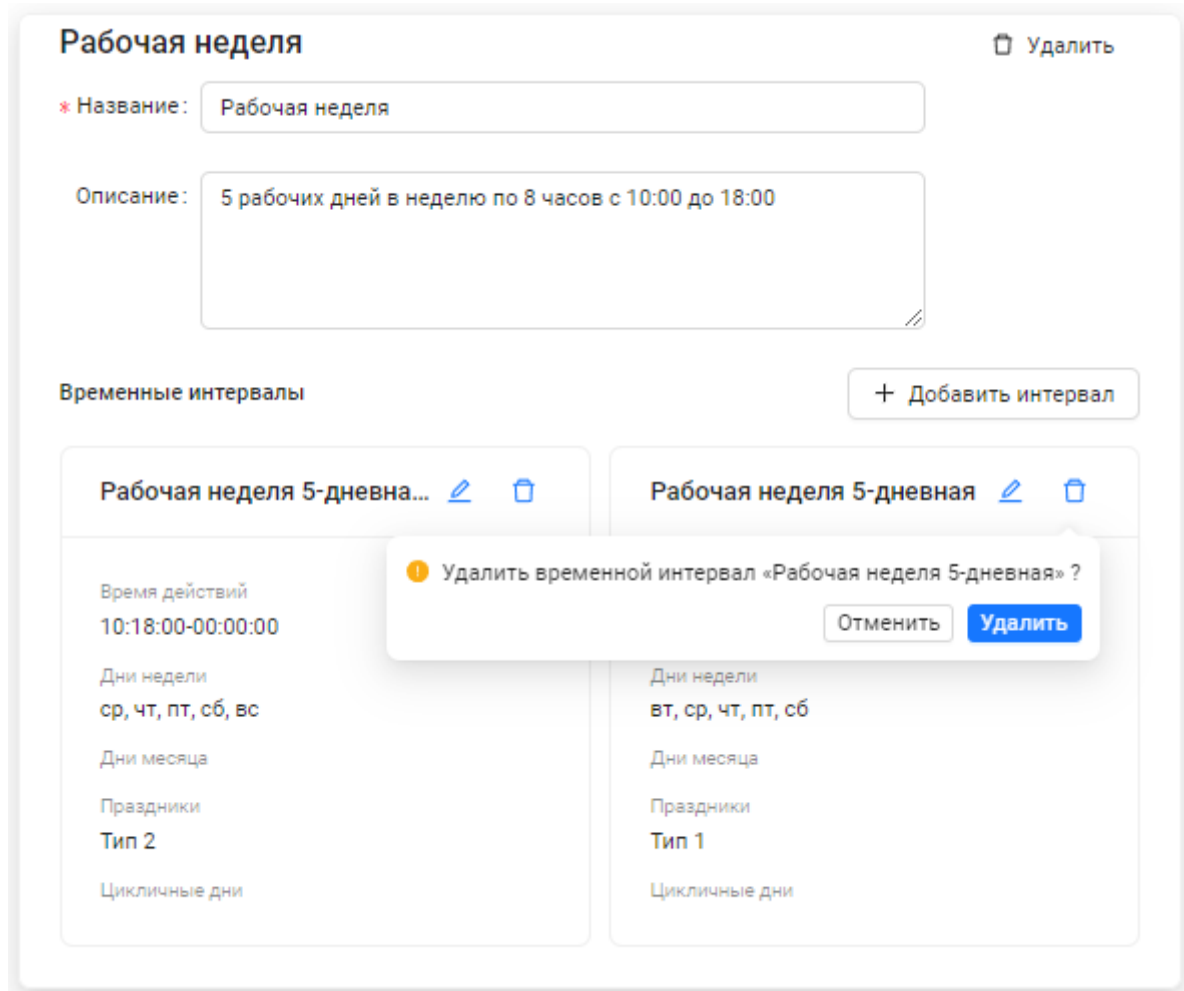 Рабочая неделя
Удалить
* Название:
Рабочая неделя
Описание:
5 рабочих дней в неделю по 8 часов с 10:00 до 18:00
Временные интервалы
+ Добавить интервал
Рабочая неделя 5-дневна...
Рабочая неделя 5-дневная
Удалить временной интервал «Рабочая неделя 5-дневная» ?
Отменить
Удалить
Время действий
10:18:00-00:00:00
Дни недели
ср, чт, пт, сб, вс
Дни месяца
Праздники
Тип 2
Цикличные дни
Дни недели
вт, ср, чт, пт, сб
Дни месяца
Праздники
Тип 1
Цикличные дни